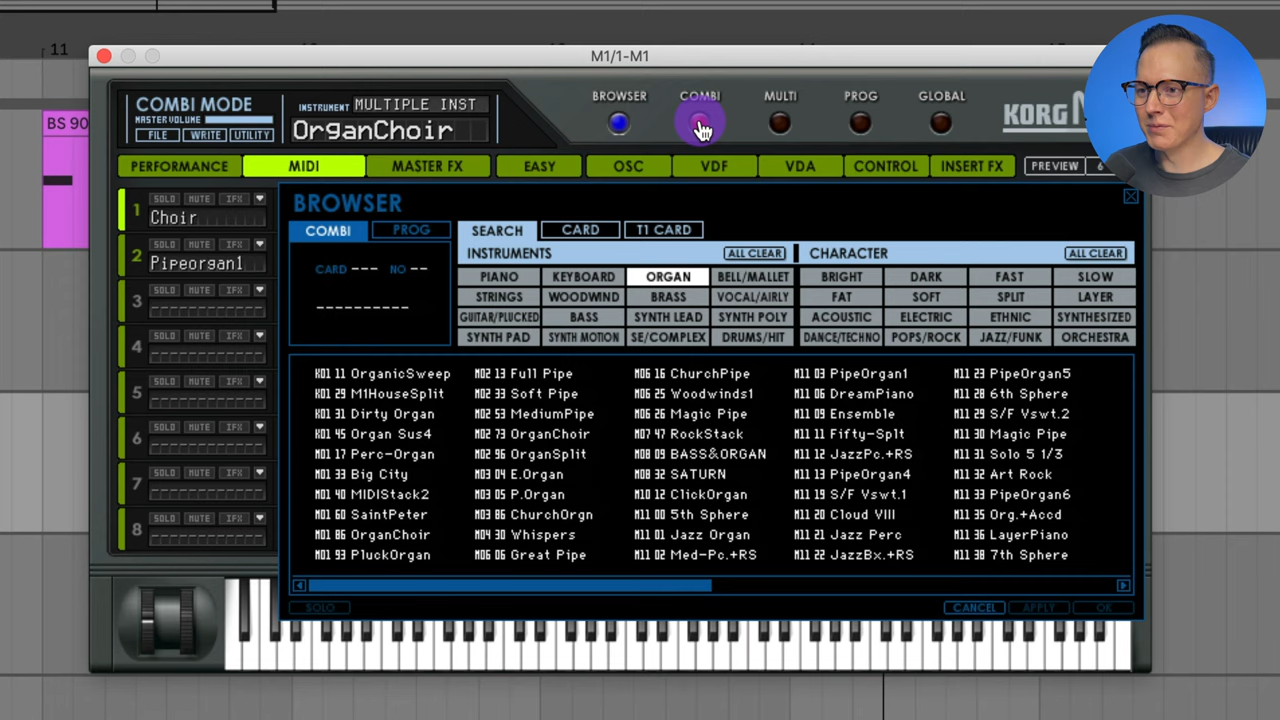 11
M1/1-M1
BS 90
COMBI MODE
MASTER VOLUME
FILE WRITE UTILITY
INSTRUMENT MULTIPLE INST
OrganChoir
BROWSER COMBI MULTI PROG GLOBAL
KORG
PERFORMANCE MIDI MASTER FX EASY OSC VDF VDA CONTROL INSERT FX PREVIEW 6
1 SOLO MUTE IFX
Choir
2 SOLO MUTE IFX
Pipeorgan1
3 SOLO MUTE IFX
4 SOLO MUTE IFX
5 SOLO MUTE IFX
6 SOLO MUTE IFX
7 SOLO MUTE IFX
8 SOLO MUTE IFX
BROWSER
COMBI PROG
CARD --- NO --
----------
SEARCH CARD T1 CARD
INSTRUMENTS ALL CLEAR CHARACTER ALL CLEAR
PIANO KEYBOARD ORGAN BELL/MALLET BRIGHT DARK FAST SLOW
STRINGS WOODWIND BRASS VOCAL/AIRLY FAT SOFT SPLIT LAYER
GUITAR/PLUCKED BASS SYNTH LEAD SYNTH POLY ACOUSTIC ELECTRIC ETHNIC SYNTHESIZED
SYNTH PAD SYNTH MOTION SE/COMPLEX DRUMS/HIT DANCE/TECHNO POPS/ROCK JAZZ/FUNK ORCHESTRA
K01 11 OrganicSweep M02 13 Full Pipe M06 16 ChurchPipe M11 03 PipeOrgan1 M11 23 PipeOrgan5
K01 29 M1HouseSplit M02 33 Soft Pipe M06 25 Woodwinds1 M11 06 DreamPiano M11 28 6th Sphere
K01 31 Dirty Organ M02 53 MediumPipe M06 26 Magic Pipe M11 09 Ensemble M11 29 S/F Vswt.2
K01 45 Organ Sus4 M02 73 OrganChoir M07 47 RockStack M11 11 Fifty-Splt M11 30 Magic Pipe
M01 17 Perc-Organ M02 96 OrganSplit M08 09 BASS&ORGAN M11 12 JazzPc.+RS M11 31 Solo 5 1/3
M01 33 Big City M03 04 E.Organ M08 32 SATURN M11 13 PipeOrgan4 M11 32 Art Rock
M01 40 MIDIStack2 M03 05 P.Organ M10 12 ClickOrgan M11 19 S/F Vswt.1 M11 33 PipeOrgan6
M01 60 SaintPeter M03 86 ChurchOrgn M11 00 5th Sphere M11 20 Cloud VIII M11 35 Org.+Accd
M01 86 OrganChoir M04 30 Whispers M11 01 Jazz Organ M11 21 Jazz Perc M11 36 LayerPiano
M01 93 PluckOrgan M06 06 Great Pipe M11 02 Med-Pc.+RS M11 22 JazzBx.+RS M11 38 7th Sphere
SOLO CANCEL APPLY OK